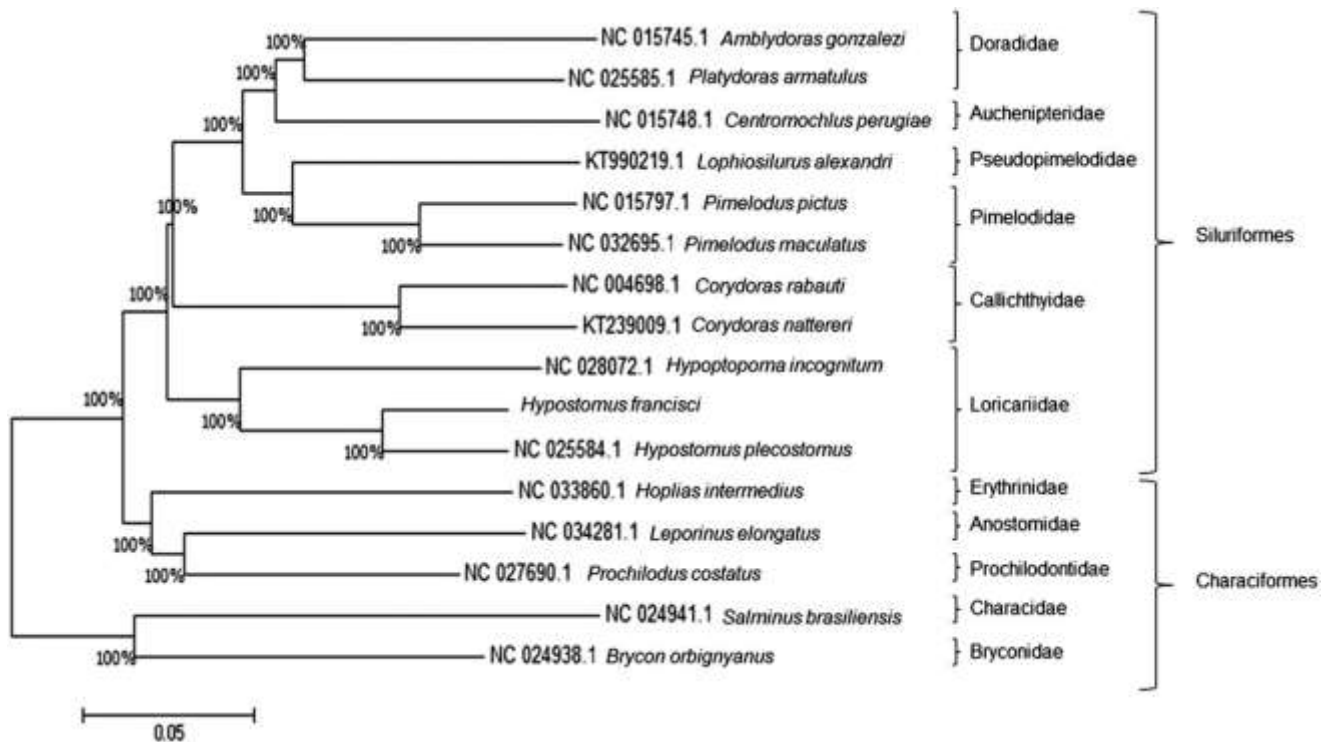 100%
NC 015745.1 Amblydoras gonzalezi
Doradidae
100%
NC 025585.1 Platydoras armatulus
100%
NC 015748.1 Centromochlus perugiae
Auchenipteridae
KT990219.1 Lophiosilurus alexandri
Pseudopimelodidae
100%
100%
NC 015797.1 Pimelodus pictus
Pimelodidae
100%
NC 032695.1 Pimelodus maculatus
Siluriformes
100%
NC 004698.1 Corydoras rabauti
Callichthyidae
100%
100%
KT239009.1 Corydoras nattereri
NC 028072.1 Hypoptopoma incognitum
100%
100%
Hypostomus francisci
Loricariidae
100%
NC 025584.1 Hypostomus plecostomus
NC 033860.1 Hoplias intermedius
Erythrinidae
100%
NC 034281.1 Leporinus elongatus
Anostomidae
100%
NC 027690.1 Prochilodus costatus
Prochilodontidae
Characiformes
NC 024941.1 Salminus brasiliensis
Characidae
100%
NC 024938.1 Brycon orbignyanus
Bryconidae
0.05